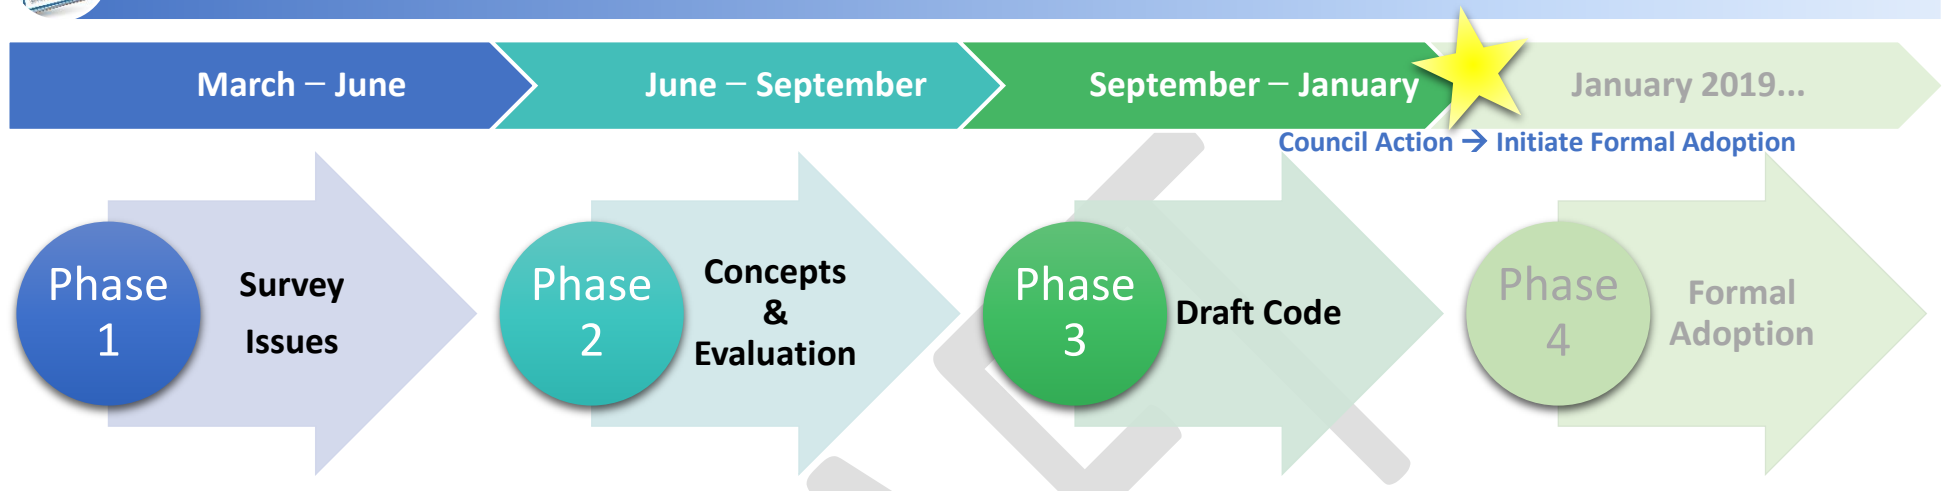 March – June
June – September
September – January
January 2019...
Council Action → Initiate Formal Adoption
Phase
1
Survey
Issues
Phase
2
Concepts
&
Evaluation
Phase
3
Draft Code
Phase
4
Formal
Adoption